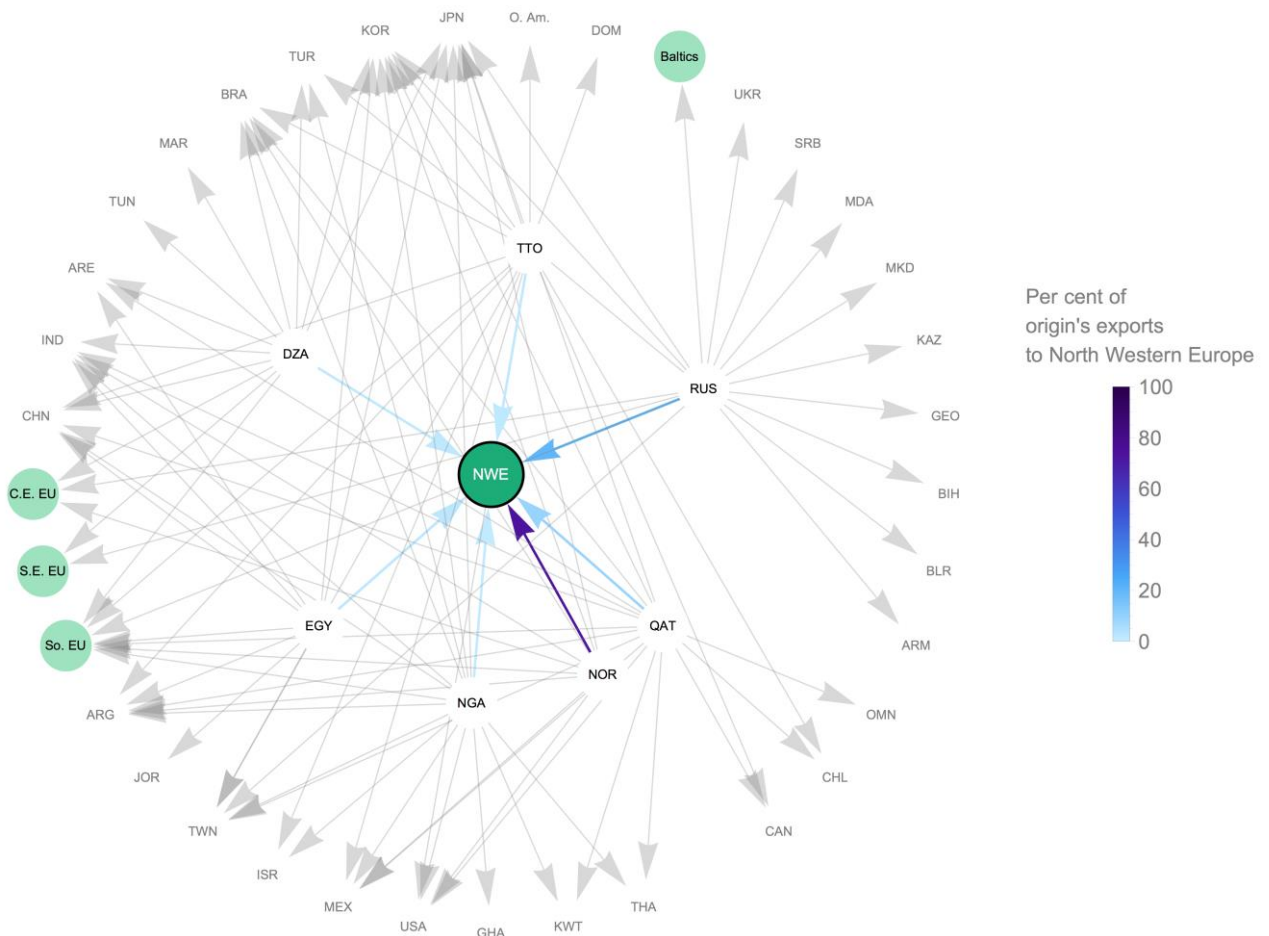 JPN
O. Am.
KOR
DOM
TUR
Baltics
BRA
UKR
MAR
SRB
TUN
MDA
TTO
ARE
MKD
Per cent of
origin's exports
to North Western Europe
IND
KAZ
DZA
RUS
100
CHN
GEO
80
NWE
C.E. EU
BIH
60
40
S.E. EU
BLR
20
EGY
QAT
0
So. EU
ARM
NOR
NGA
ARG
OMN
JOR
CHL
TWN
CAN
ISR
MEX
THA
USA
GHA
KWT